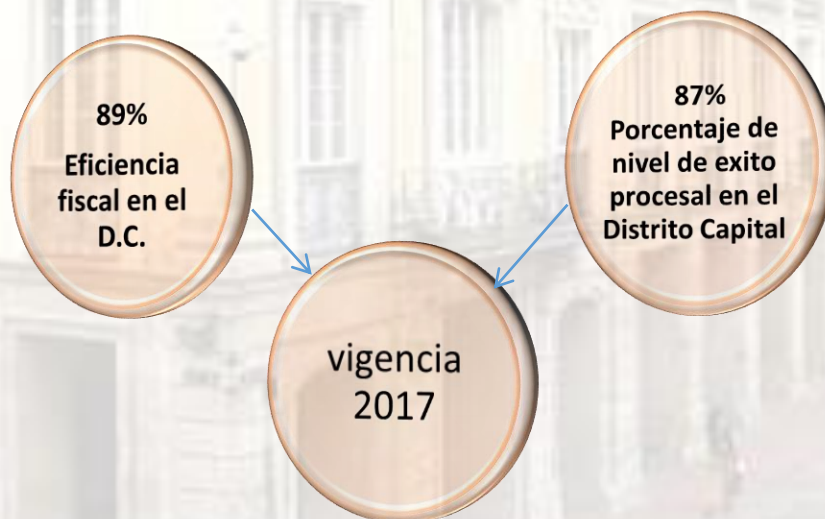 89%
Eficiencia
fiscal en el
D.C.
87%
Porcentaje de
nivel de exito
procesal en el
Distrito Capital
vigencia
2017